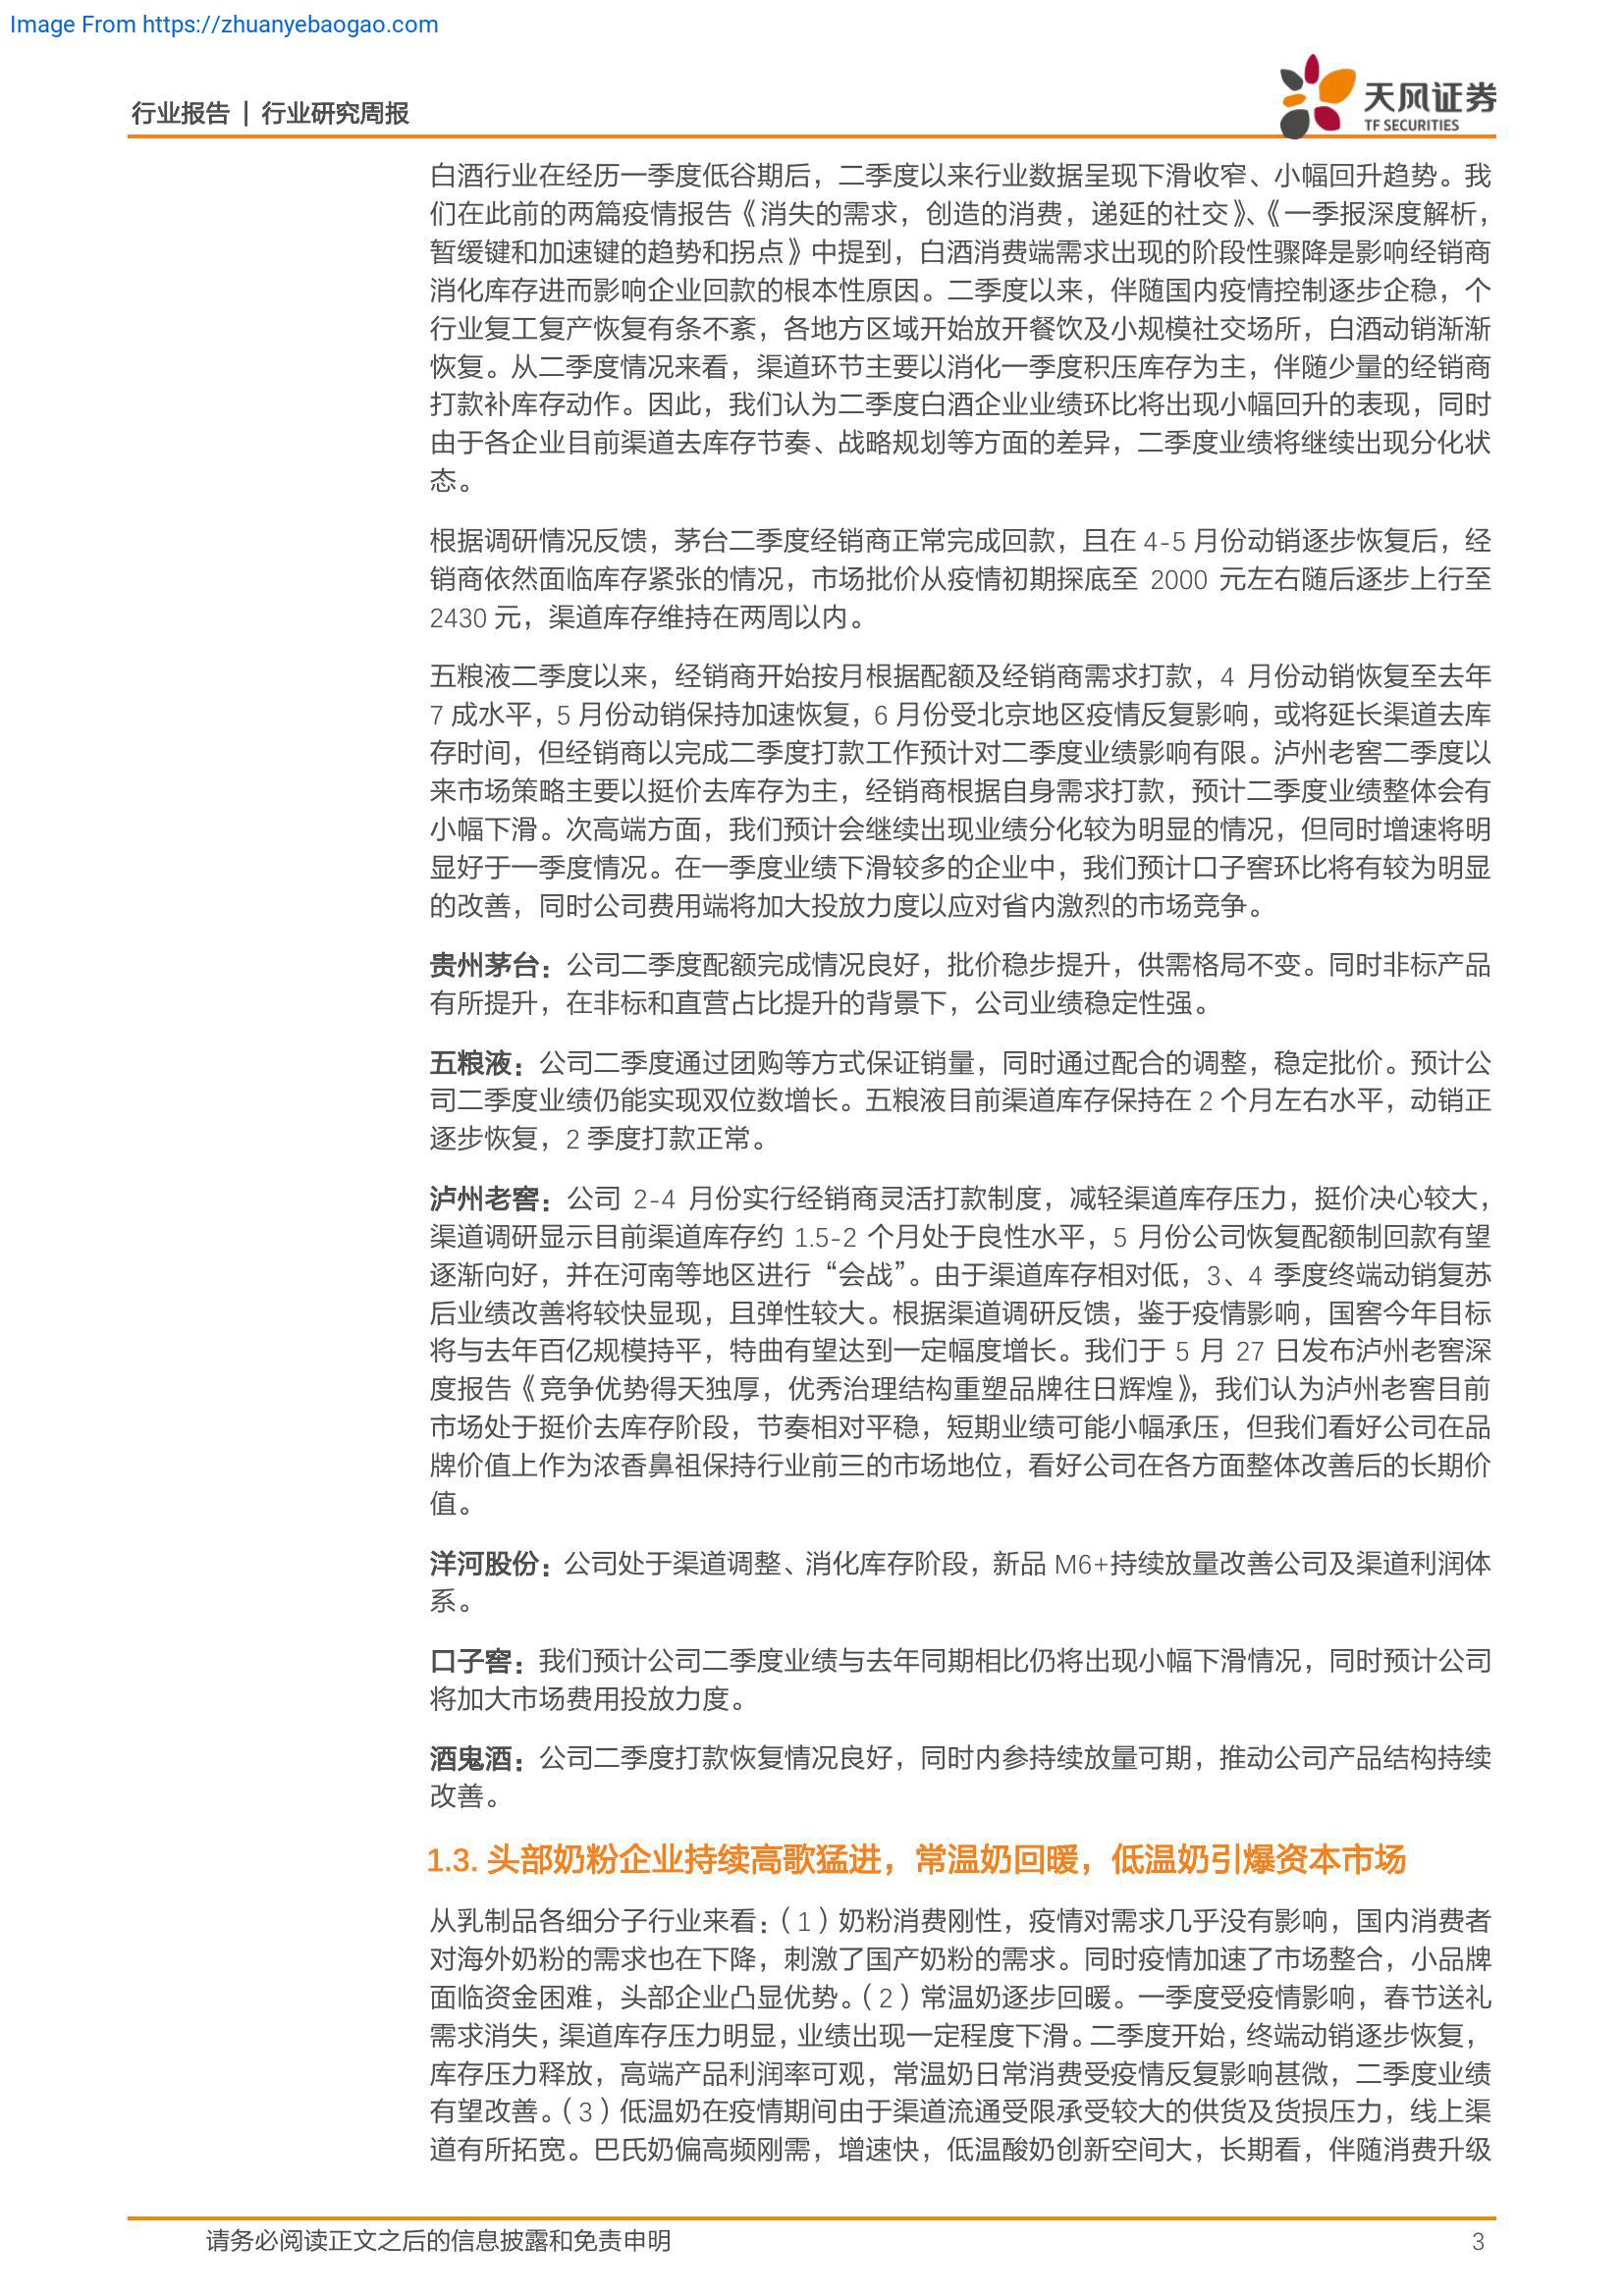 Image From https://zhuanyebaogao.com
行业报告 | 行业研究周报
天风证券
TF SECURITIES
白酒行业在经历一季度低谷期后，二季度以来行业数据呈现下滑收窄、小幅回升趋势。我
们在此前的两篇疫情报告《消失的需求，创造的消费，递延的社交》、《一季报深度解析，
暂缓键和加速键的趋势和拐点》中提到，白酒消费端需求出现的阶段性骤降是影响经销商
消化库存进而影响企业回款的根本性原因。二季度以来，伴随国内疫情控制逐步企稳，个
行业复工复产恢复有条不紊，各地方区域开始放开餐饮及小规模社交场所，白酒动销渐渐
恢复。从二季度情况来看，渠道环节主要以消化一季度积压库存为主，伴随少量的经销商
打款补库存动作。因此，我们认为二季度白酒企业业绩环比将出现小幅回升的表现，同时
由于各企业目前渠道去库存节奏、战略规划等方面的差异，二季度业绩将继续出现分化状
态。
根据调研情况反馈，茅台二季度经销商正常完成回款，且在 4-5 月份动销逐步恢复后，经
销商依然面临库存紧张的情况，市场批价从疫情初期探底至 2000 元左右随后逐步上行至
2430 元，渠道库存维持在两周以内。
五粮液二季度以来，经销商开始按月根据配额及经销商需求打款，4 月份动销恢复至去年
7 成水平，5 月份动销保持加速恢复，6 月份受北京地区疫情反复影响，或将延长渠道去库
存时间，但经销商以完成二季度打款工作预计对二季度业绩影响有限。泸州老窖二季度以
来市场策略主要以挺价去库存为主，经销商根据自身需求打款，预计二季度业绩整体会有
小幅下滑。次高端方面，我们预计会继续出现业绩分化较为明显的情况，但同时增速将明
显好于一季度情况。在一季度业绩下滑较多的企业中，我们预计口子窖环比将有较为明显
的改善，同时公司费用端将加大投放力度以应对省内激烈的市场竞争。
贵州茅台：公司二季度配额完成情况良好，批价稳步提升，供需格局不变。同时非标产品
有所提升，在非标和直营占比提升的背景下，公司业绩稳定性强。
五粮液：公司二季度通过团购等方式保证销量，同时通过配合的调整，稳定批价。预计公
司二季度业绩仍能实现双位数增长。五粮液目前渠道库存保持在 2 个月左右水平，动销正
逐步恢复，2 季度打款正常。
泸州老窖：公司 2-4 月份实行经销商灵活打款制度，减轻渠道库存压力，挺价决心较大，
渠道调研显示目前渠道库存约 1.5-2 个月处于良性水平，5 月份公司恢复配额制回款有望
逐渐向好，并在河南等地区进行“会战”。由于渠道库存相对低，3、4 季度终端动销复苏
后业绩改善将较快显现，且弹性较大。根据渠道调研反馈，鉴于疫情影响，国窖今年目标
将与去年百亿规模持平，特曲有望达到一定幅度增长。我们于 5 月 27 日发布泸州老窖深
度报告《竞争优势得天独厚，优秀治理结构重塑品牌往日辉煌》，我们认为泸州老窖目前
市场处于挺价去库存阶段，节奏相对平稳，短期业绩可能小幅承压，但我们看好公司在品
牌价值上作为浓香鼻祖保持行业前三的市场地位，看好公司在各方面整体改善后的长期价
值。
洋河股份：公司处于渠道调整、消化库存阶段，新品 M6+持续放量改善公司及渠道利润体
系。
口子窖：我们预计公司二季度业绩与去年同期相比仍将出现小幅下滑情况，同时预计公司
将加大市场费用投放力度。
酒鬼酒：公司二季度打款恢复情况良好，同时内参持续放量可期，推动公司产品结构持续
改善。
1.3. 头部奶粉企业持续高歌猛进，常温奶回暖，低温奶引爆资本市场
从乳制品各细分子行业来看：（1）奶粉消费刚性，疫情对需求几乎没有影响，国内消费者
对海外奶粉的需求也在下降，刺激了国产奶粉的需求。同时疫情加速了市场整合，小品牌
面临资金困难，头部企业凸显优势。（2）常温奶逐步回暖。一季度受疫情影响，春节送礼
需求消失，渠道库存压力明显，业绩出现一定程度下滑。二季度开始，终端动销逐步恢复，
库存压力释放，高端产品利润率可观，常温奶日常消费受疫情反复影响甚微，二季度业绩
有望改善。（3）低温奶在疫情期间由于渠道流通受限承受较大的供货及货损压力，线上渠
道有所拓宽。巴氏奶偏高频刚需，增速快，低温酸奶创新空间大，长期看，伴随消费升级
请务必阅读正文之后的信息披露和免责申明
3